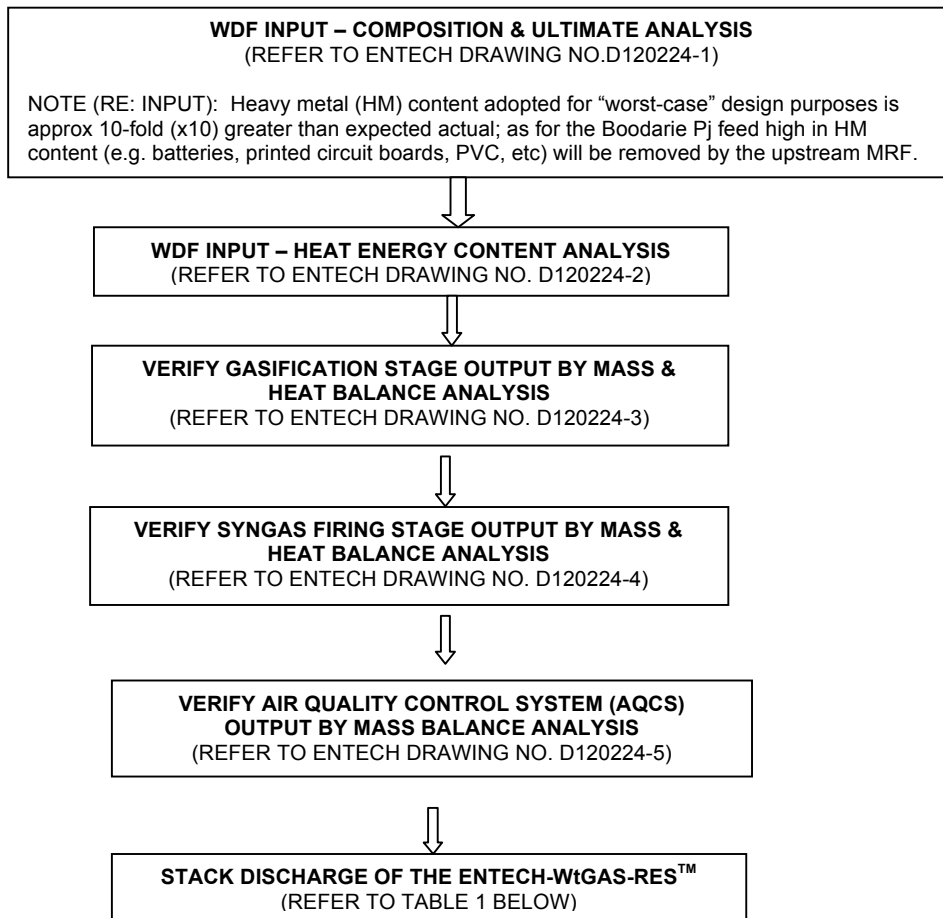 WDF INPUT – COMPOSITION & ULTIMATE ANALYSIS
(REFER TO ENTECH DRAWING NO.D120224-1)
NOTE (RE: INPUT): Heavy metal (HM) content adopted for “worst-case” design purposes is
approx 10-fold (x10) greater than expected actual; as for the Boodarie Pj feed high in HM
content (e.g. batteries, printed circuit boards, PVC, etc) will be removed by the upstream MRF.
WDF INPUT – HEAT ENERGY CONTENT ANALYSIS
(REFER TO ENTECH DRAWING NO. D120224-2)
VERIFY GASIFICATION STAGE OUTPUT BY MASS &
HEAT BALANCE ANALYSIS
(REFER TO ENTECH DRAWING NO. D120224-3)
VERIFY SYNGAS FIRING STAGE OUTPUT BY MASS &
HEAT BALANCE ANALYSIS
(REFER TO ENTECH DRAWING NO. D120224-4)
VERIFY AIR QUALITY CONTROL SYSTEM (AQCS)
OUTPUT BY MASS BALANCE ANALYSIS
(REFER TO ENTECH DRAWING NO. D120224-5)
STACK DISCHARGE OF THE ENTECH-WtGAS-RES™
(REFER TO TABLE 1 BELOW)